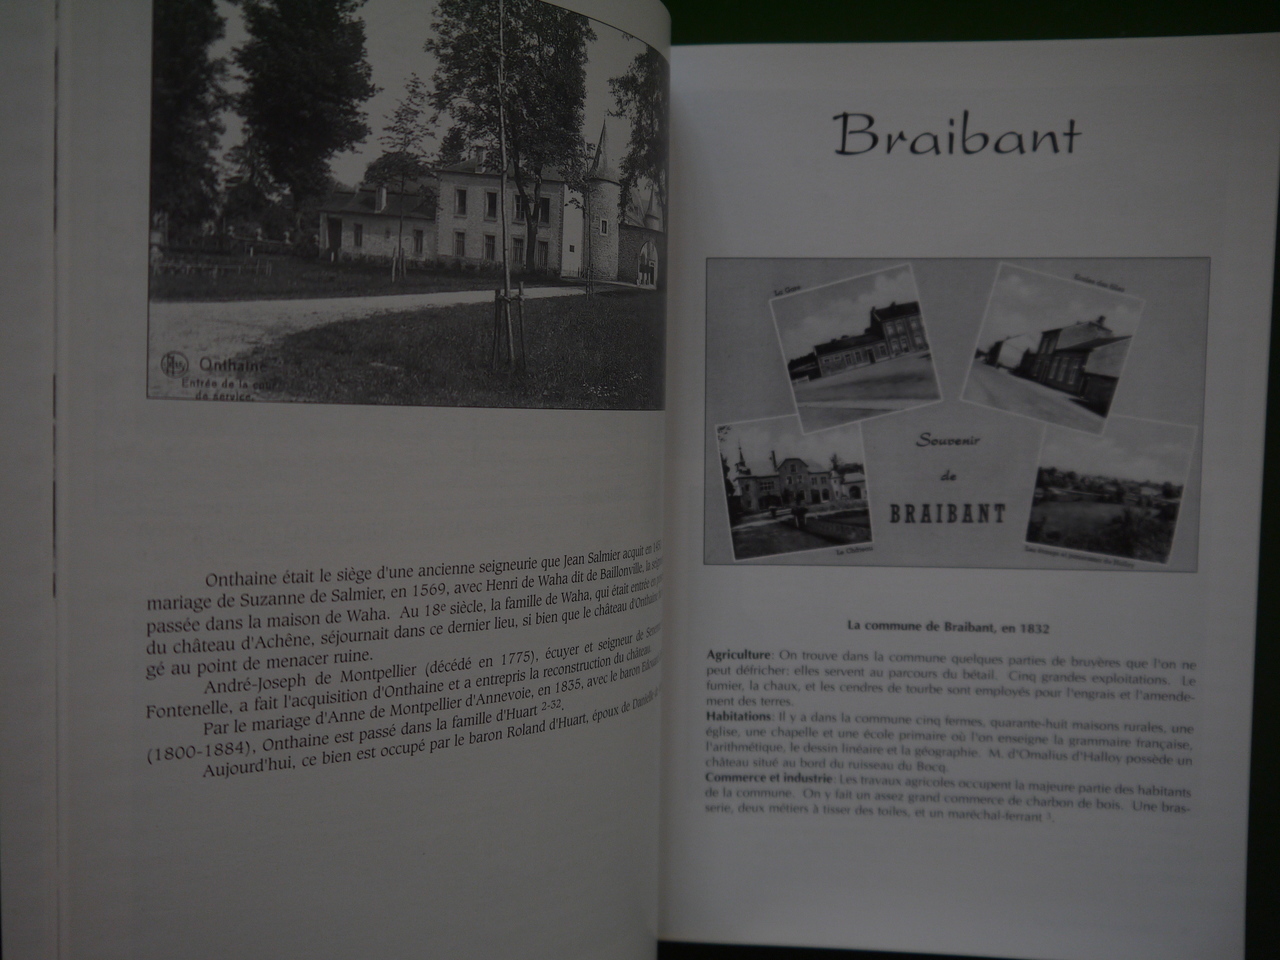 Onthaine
Entrée de la cour
de service.
Onthaine était le siège d'une ancienne seigneurie que Jean Salmier acquit en
mariage de Suzanne de Salmier, en 1569, avec Henri de Waha dit de Baillonville, la
passée dans la maison de Waha. Au 18e siècle, la famille de Waha, qui était entrée en
du château d'Achêne, séjournait dans ce dernier lieu, si bien que le château d'Onthaine
gé au point de menacer ruine.
André-Joseph de Montpellier (décédé en 1775), écuyer et seigneur de
Fontenelle, a fait l'acquisition d'Onthaine et a entrepris la reconstruction du château.
Par le mariage d'Anne de Montpellier d'Annevoie, en 1835, avec le baron
(1800-1884), Onthaine est passé dans la famille d'Huart 2-32.
Aujourd'hui, ce bien est occupé par le baron Roland d'Huart, époux de
Braibant
La Gare
Ecoles des filles
Souvenir
de
BRAIBANT
Le Château
La commune de Braibant, en 1832
Agriculture: On trouve dans la commune quelques parties de bruyères que l'on ne
peut défricher: elles servent au parcours du bétail. Cinq grandes exploitations. Le
fumier, la chaux, et les cendres de tourbe sont employés pour l'engrais et l'amende-
ment des terres.
Habitations: Il y a dans la commune cinq fermes, quarante-huit maisons rurales, une
église, une chapelle et une école primaire où l'on enseigne la grammaire française,
l'arithmétique, le dessin linéaire et la géographie. M. d'Omalius d'Halloy possède un
château situé au bord du ruisseau du Bocq.
Commerce et industrie: Les travaux agricoles occupent la majeure partie des habitants
de la commune. On y fait un assez grand commerce de charbon de bois. Une bras-
serie, deux métiers à tisser des toiles, et un maréchal-ferrant 3.